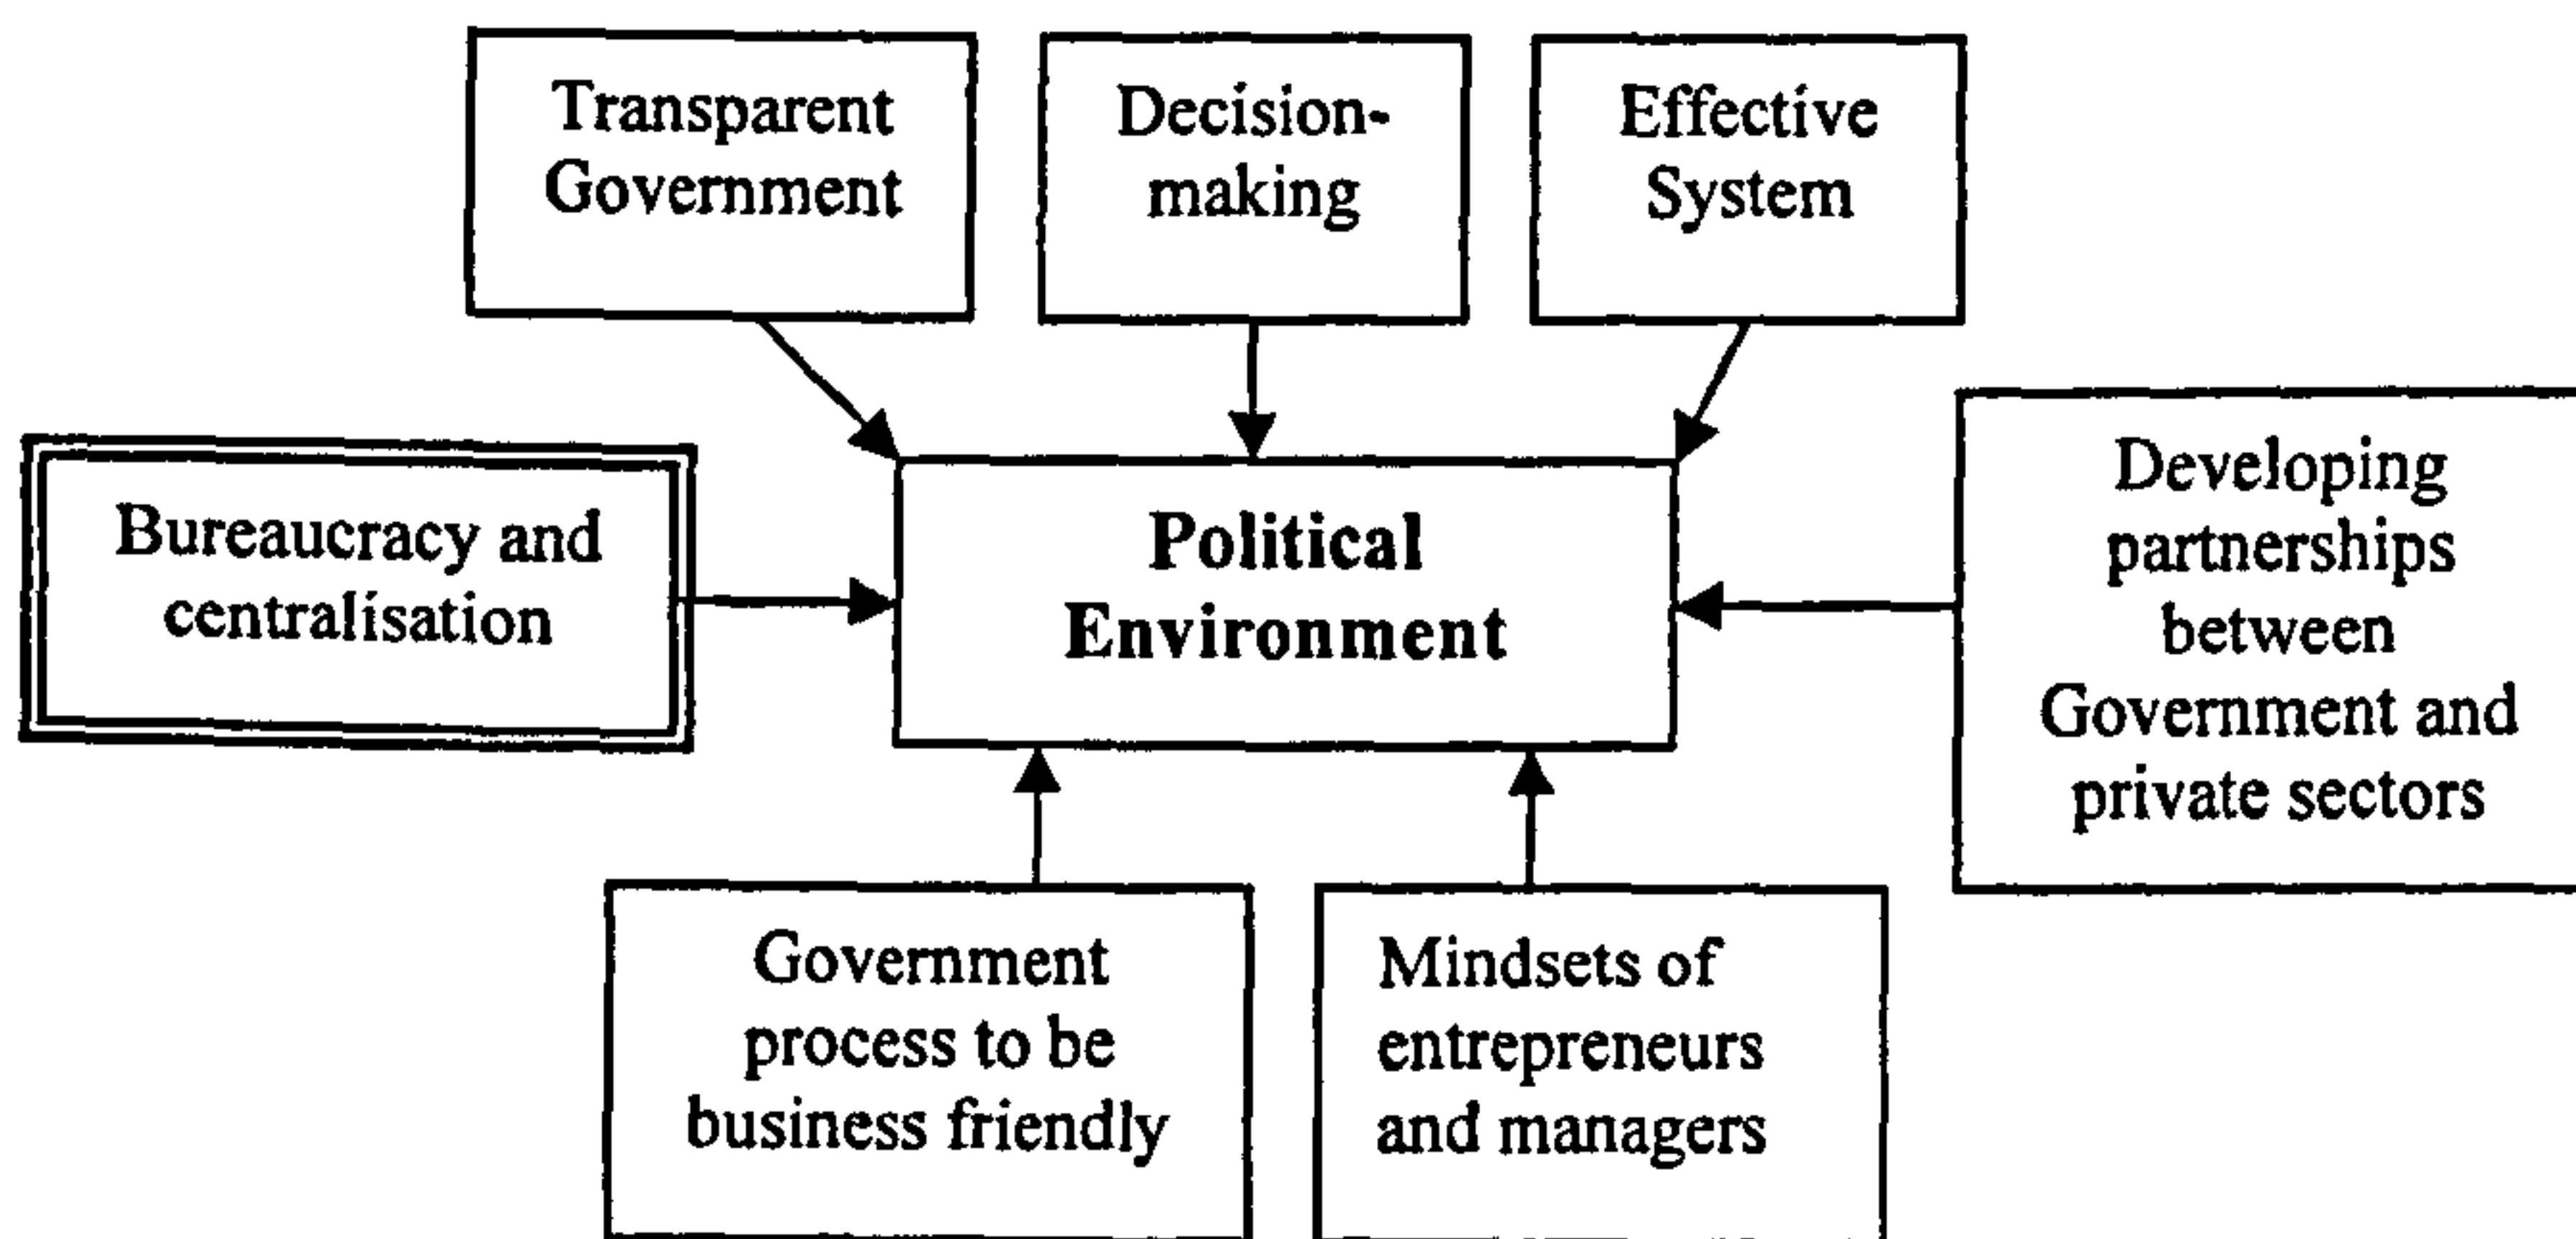 Transparent
Government
Decision-
making
Effective
System
Bureaucracy and
centralisation
Political
Environment
Developing
partnerships
between
Government and
private sectors
Government
process to be
business friendly
Mindsets of
entrepreneurs
and managers